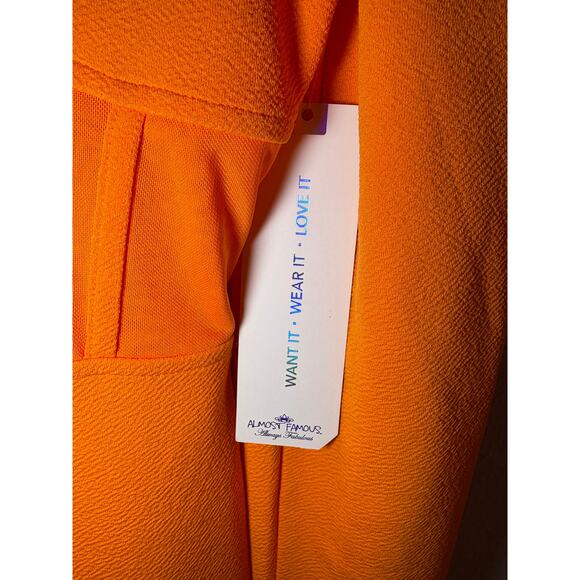 WANT IT • WEAR IT • LOVE IT
ALMOST FAMOUS.
Always Fabulous